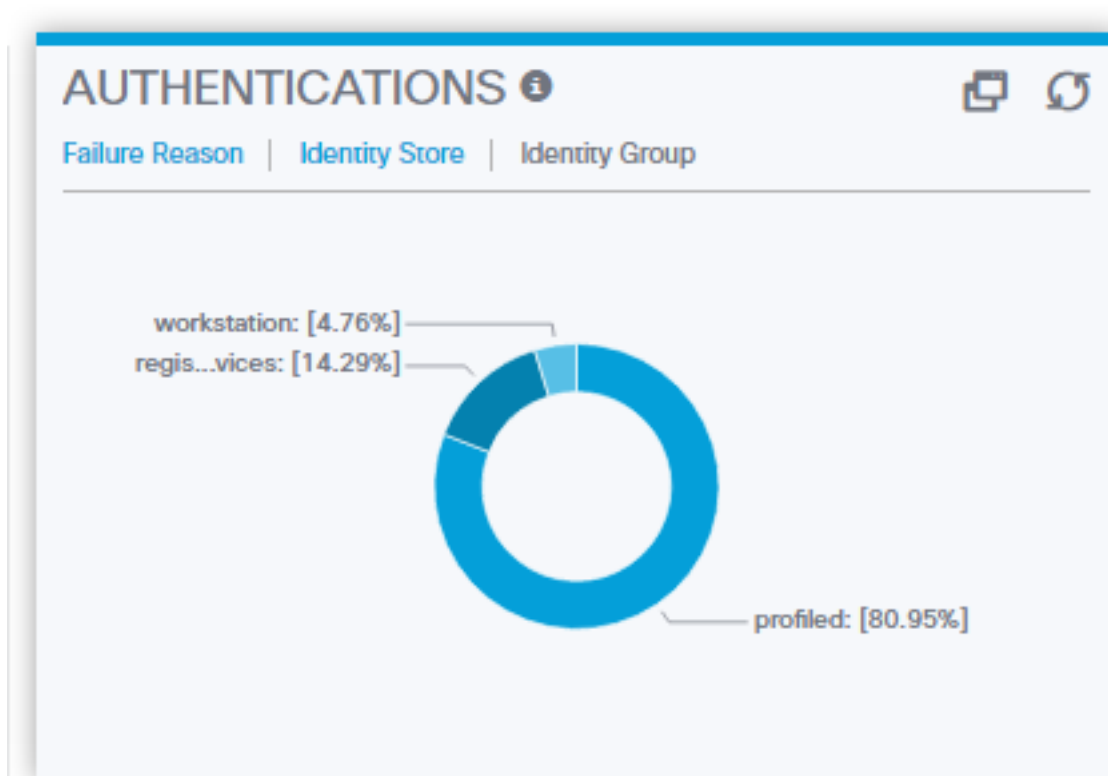 AUTHENTICATIONS
Failure Reason | Identity Store | Identity Group
workstation: [4.76%]
regis...vices: [14.29%]
profiled: [80.95%]